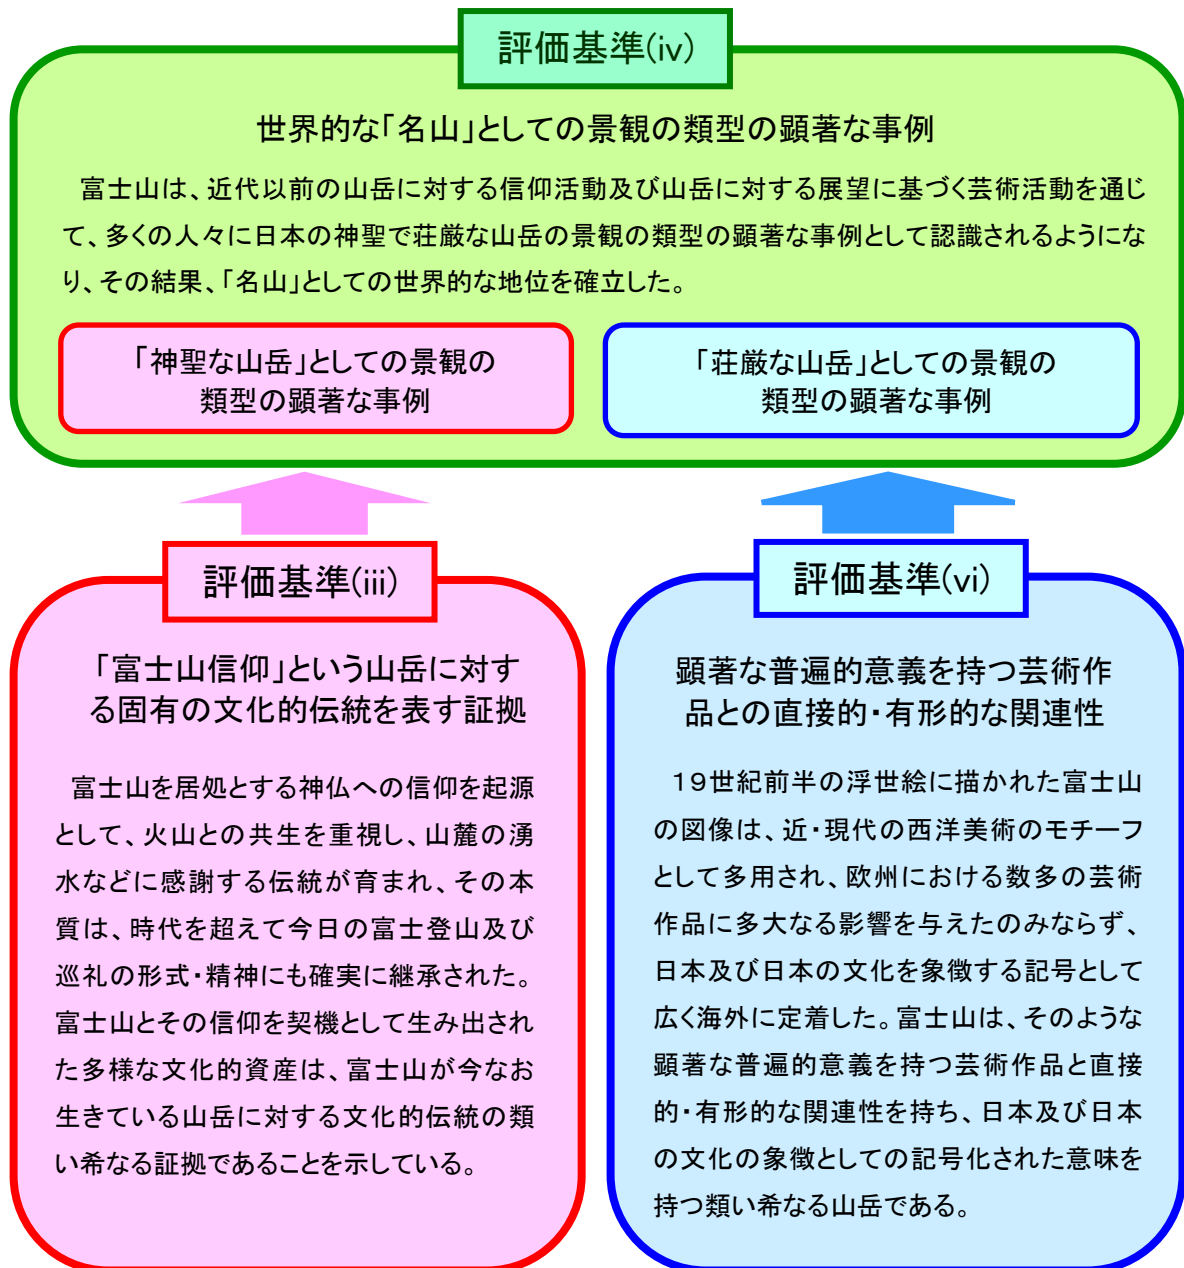 評価基準(iv)
世界的な「名山」としての景観の類型の顕著な事例
富士山は、近代以前の山岳に対する信仰活動及び山岳に対する展望に基づく芸術活動を通じ
て、多くの人々に日本の神聖で荘厳な山岳の景観の類型の顕著な事例として認識されるようにな
り、その結果、「名山」としての世界的な地位を確立した。
「神聖な山岳」としての景観の
類型の顕著な事例
「荘厳な山岳」としての景観の
類型の顕著な事例
評価基準(iii)
「富士山信仰」という山岳に対す
る固有の文化的伝統を表す証拠
富士山を居処とする神仏への信仰を起源
として、火山との共生を重視し、山麓の湧
水などに感謝する伝統が育まれ、その本
質は、時代を超えて今日の富士登山及び
巡礼の形式・精神にも確実に継承された。
富士山とその信仰を契機として生み出され
た多様な文化的資産は、富士山が今なお
生きている山岳に対する文化的伝統の類
い希なる証拠であることを示している。
評価基準(vi)
顕著な普遍的意義を持つ芸術作
品との直接的・有形的な関連性
１９世紀前半の浮世絵に描かれた富士山
の図像は、近・現代の西洋美術のモチーフ
として多用され、欧州における数多の芸術
作品に多大なる影響を与えたのみならず、
日本及び日本の文化を象徴する記号として
広く海外に定着した。富士山は、そのような
顕著な普遍的意義を持つ芸術作品と直接
的・有形的な関連性を持ち、日本及び日本
の文化の象徴としての記号化された意味を
持つ類い希なる山岳である。